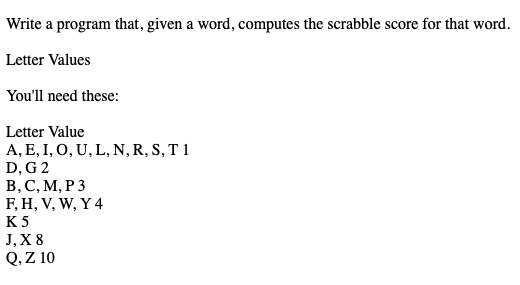 Write a program that, given a word, computes the scrabble score for that word.
Letter Values
You'll need these:
Letter Value
A, E, I, O, U, L, N, R, S, T 1
D, G 2
B, C, M, P 3
F, H, V, W, Y 4
K 5
J, X 8
Q, Z 10